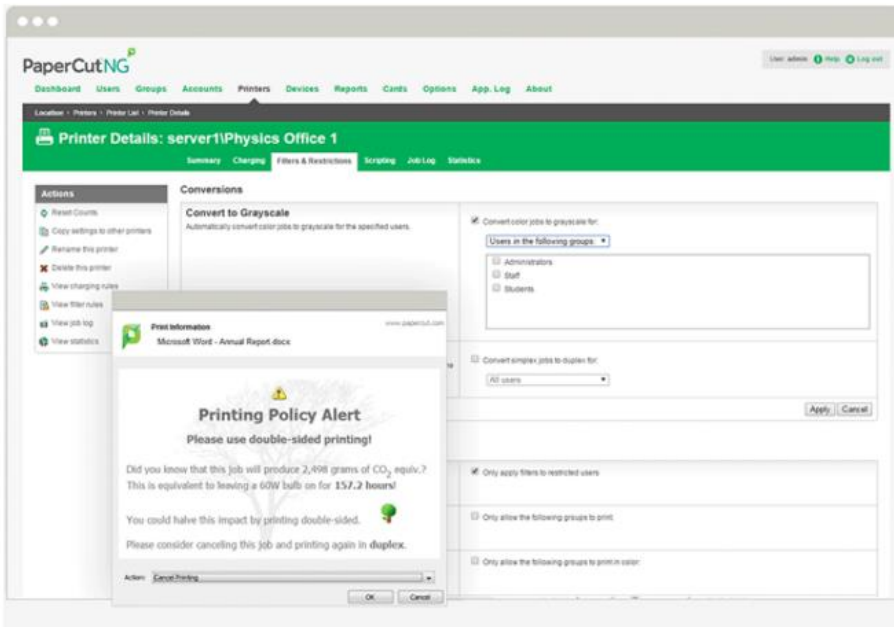 PaperCutNG
User: admin Help Log out
Dashboard Users Groups Accounts Printers Devices Reports Cards Options App. Log About
Location › Printers › Printer List › Printer Details
Printer Details: server1\Physics Office 1
Summary Charging Filters & Restrictions Scripting Job Log Statistics
Actions
Reset Counts
Copy settings to other printers
Rename this printer
Delete this printer
View charging rules
View filter rules
View job log
View statistics
Conversions
Convert to Grayscale
Automatically convert color jobs to grayscale for the specified users.
Convert color jobs to grayscale for:
Users in the following groups:
Administrators
Staff
Students
Convert simplex jobs to duplex for:
All users
Apply Cancel
Only apply filters to restricted users
Only allow the following groups to print:
Only allow the following groups to print in color:
Print Information
www.papercut.com
Microsoft Word - Annual Report.docx
Printing Policy Alert
Please use double-sided printing!
Did you know that this job will produce 2,498 grams of CO2 equiv.?
This is equivalent to leaving a 60W bulb on for 157.2 hours!
You could halve this impact by printing double-sided.
Please consider canceling this job and printing again in duplex.
Action: Cancel Printing
OK Cancel